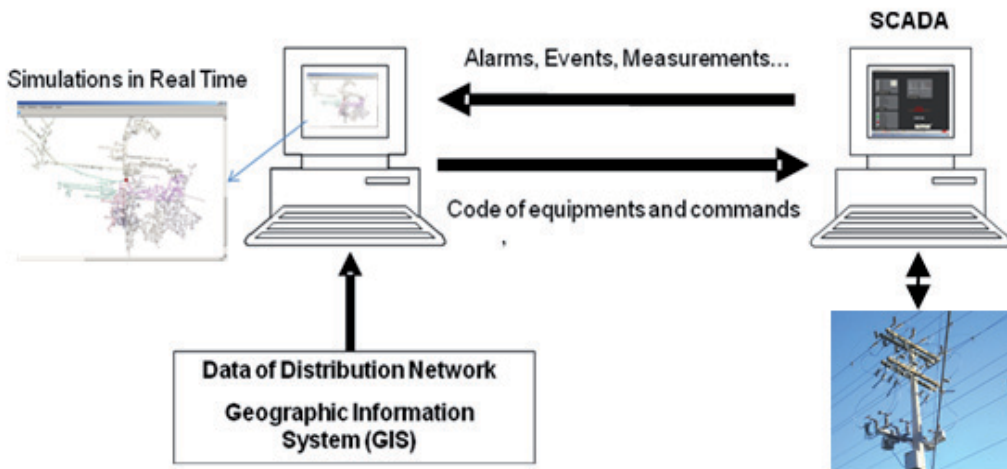 SCADA
Alarms, Events, Measurements...
Simulations in Real Time
Code of equipments and commands
,
Data of Distribution Network
Geographic Information
System (GIS)